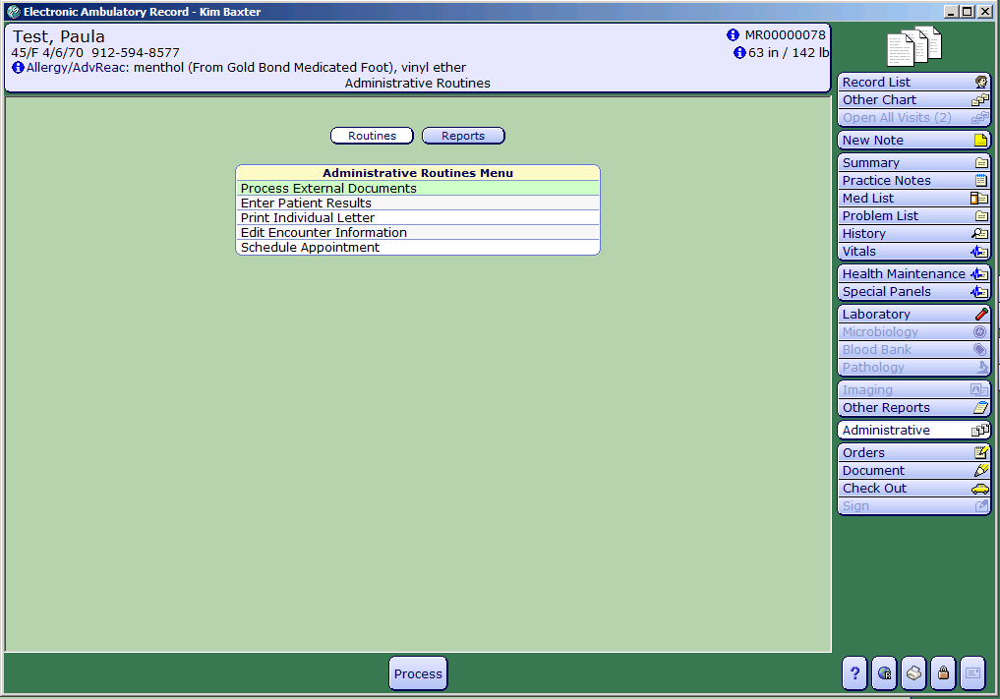 Electronic Ambulatory Record - Kim Baxter
Test, Paula
45/F 4/6/70 912-594-8577
Allergy/AdvReac: menthol (From Gold Bond Medicated Foot), vinyl ether
MR00000078
63 in / 142 lb
Administrative Routines
Routines
Reports
Administrative Routines Menu
Process External Documents
Enter Patient Results
Print Individual Letter
Edit Encounter Information
Schedule Appointment
Process
Record List
Other Chart
Open All Visits (2)
New Note
Summary
Practice Notes
Med List
Problem List
History
Vitals
Health Maintenance
Special Panels
Laboratory
Microbiology
Blood Bank
Pathology
Imaging
Other Reports
Administrative
Orders
Document
Check Out
Sign
?